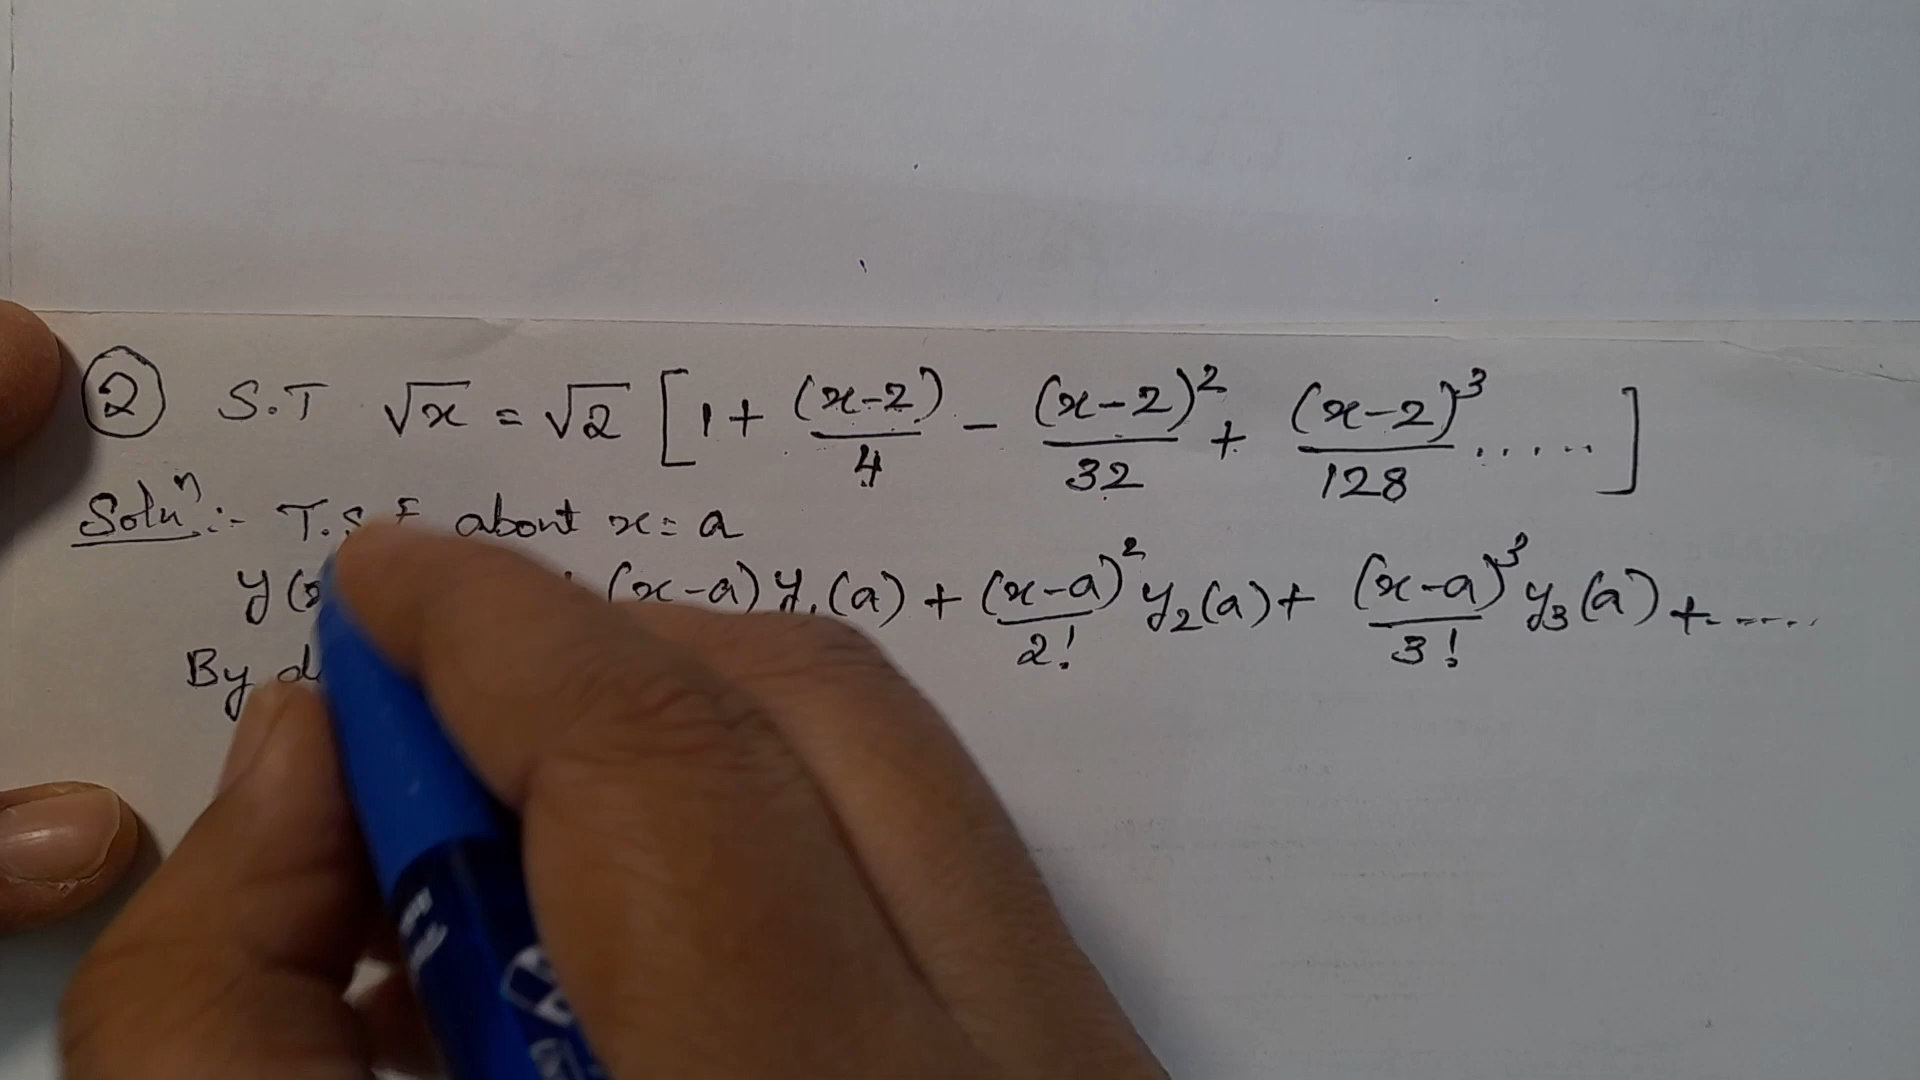 2 S.T √x = √2 [1 + (x-2)/4 - (x-2)²/32 + (x-2)³/128 .....]
Solnⁿ:- T.S.E about x = a
y( (x-a) y₁(a) + (x-a)²/2! y₂(a) + (x-a)³/3! y₃(a) + .....
By